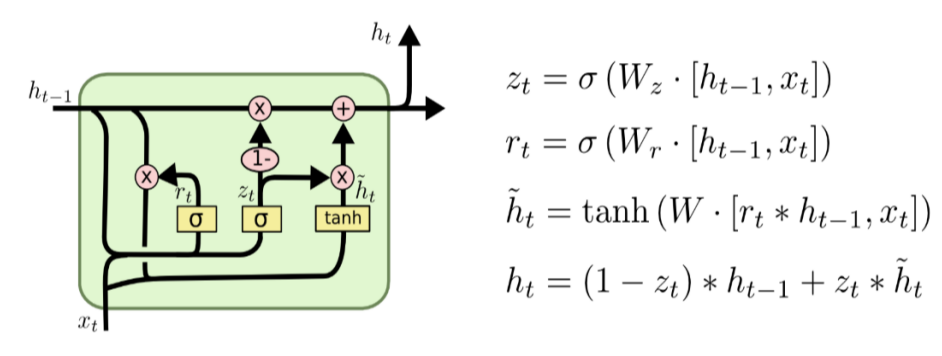 h_t
h_{t-1}
x + 
1-
x x
r_t z_t h̃_t
σ σ tanh
x_t
z_t = σ (W_z · [h_{t-1}, x_t])
r_t = σ (W_r · [h_{t-1}, x_t])
h̃_t = tanh (W · [r_t * h_{t-1}, x_t])
h_t = (1 − z_t) * h_{t-1} + z_t * h̃_t